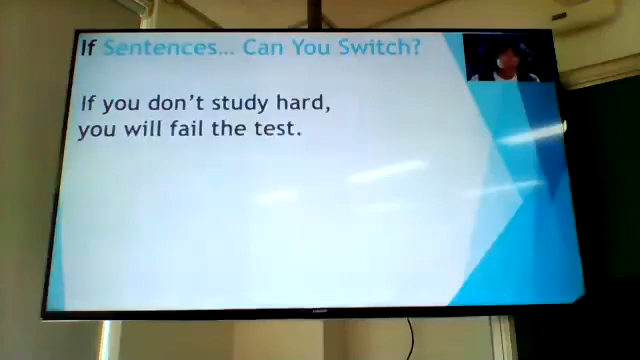 If Sentences... Can You Switch?
If you don't study hard,
you will fail the test.